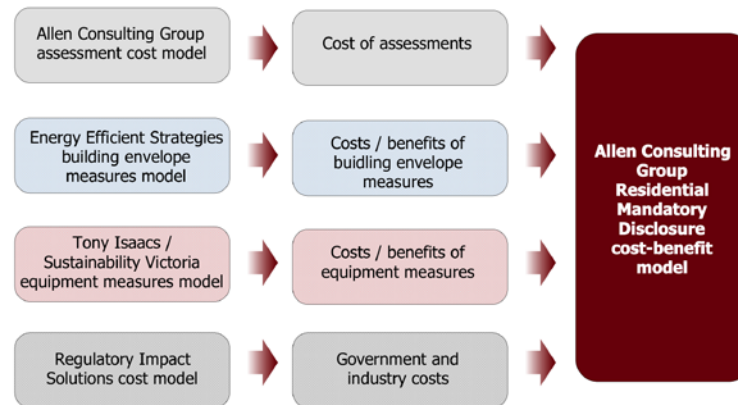 Allen Consulting Group
assessment cost model
Cost of assessments
Energy Efficient Strategies
building envelope
measures model
Costs / benefits of
buidling envelope
measures
Tony Isaacs /
Sustainability Victoria
equipment measures model
Costs / benefits of
equipment measures
Regulatory Impact
Solutions cost model
Government and
industry costs
Allen Consulting
Group
Residential
Mandatory
Disclosure
cost-benefit
model